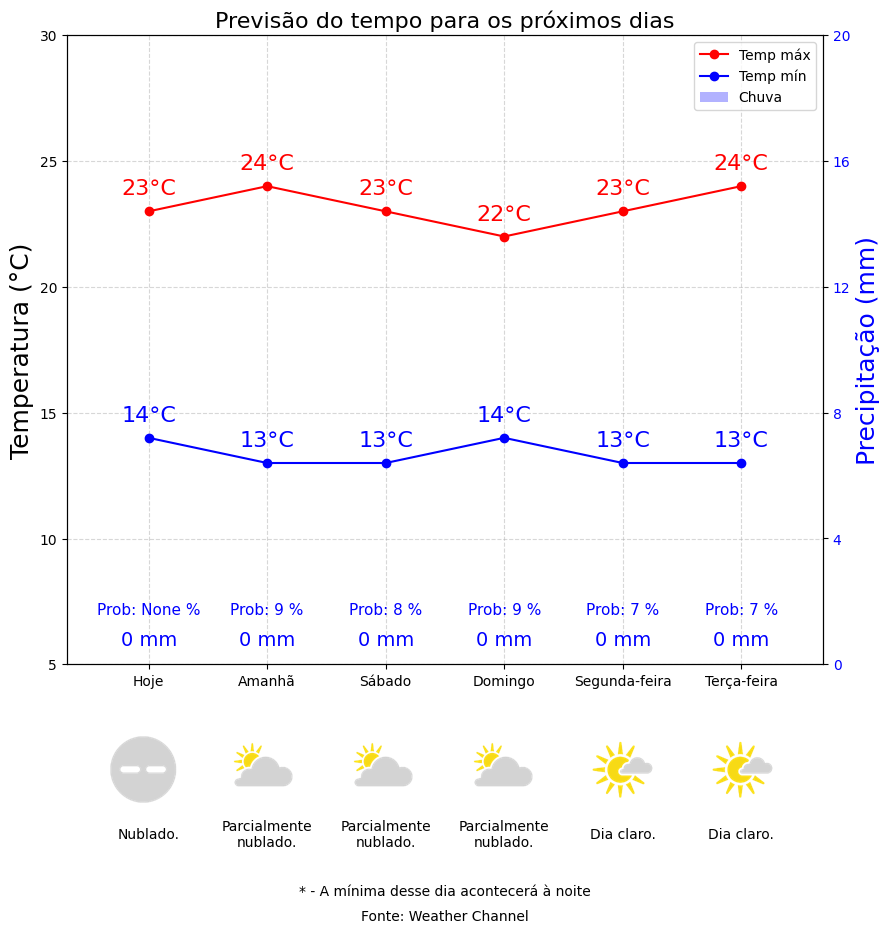 Previsão do tempo para os próximos dias
Temp máx
Temp mín
Chuva
Temperatura (°C)
Precipitação (mm)
30
25
20
15
10
5
20
16
12
8
4
0
23°C 24°C 23°C 22°C 23°C 24°C
14°C 13°C 13°C 14°C 13°C 13°C
Prob: None % Prob: 9 % Prob: 8 % Prob: 9 % Prob: 7 % Prob: 7 %
0 mm 0 mm 0 mm 0 mm 0 mm 0 mm
Hoje Amanhã Sábado Domingo Segunda-feira Terça-feira
Nublado.
Parcialmente
nublado.
Parcialmente
nublado.
Parcialmente
nublado.
Dia claro.
Dia claro.
* - A mínima desse dia acontecerá à noite
Fonte: Weather Channel